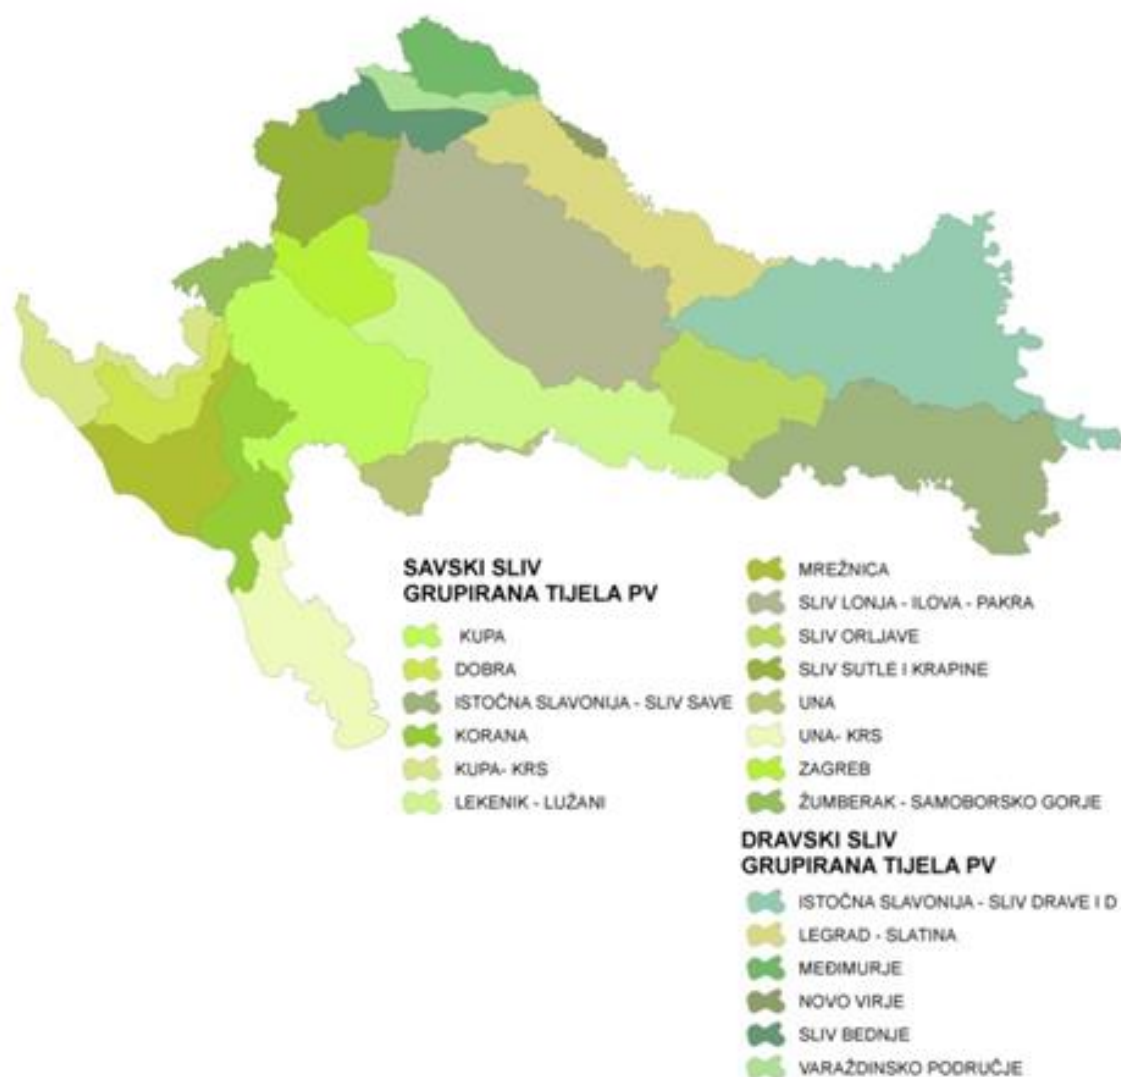 SAVSKI SLIV
GRUPIRANA TIJELA PV
KUPA
DOBRA
ISTOČNA SLAVONIJA - SLIV SAVE
KORANA
KUPA- KRS
LEKENIK - LUŽANI
MREŽNICA
SLIV LONJA - ILOVA - PAKRA
SLIV ORLJAVE
SLIV SUTLE I KRAPINE
UNA
UNA- KRS
ZAGREB
ŽUMBERAK - SAMOBORSKO GORJE
DRAVSKI SLIV
GRUPIRANA TIJELA PV
ISTOČNA SLAVONIJA - SLIV DRAVE I D
LEGRAD - SLATINA
MEĐIMURJE
NOVO VIRJE
SLIV BEDNJE
VARAŽDINSKO PODRUČJE